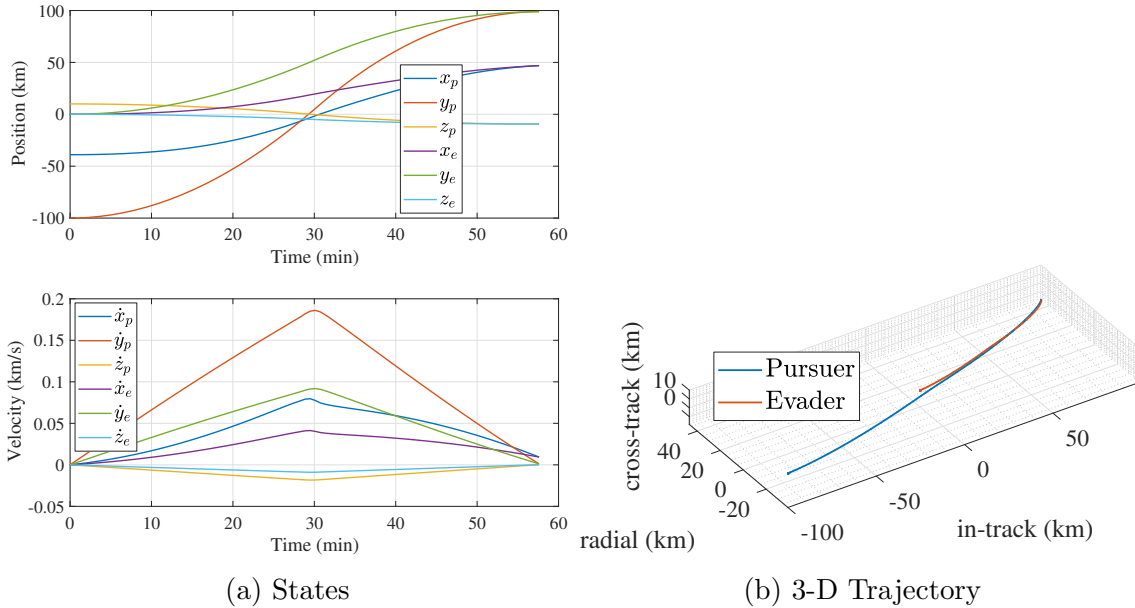 100
50
0
-50
-100
Position (km)
x_p
y_p
z_p
x_e
y_e
z_e
0 10 20 30 40 50 60
Time (min)
0.2
0.15
0.1
0.05
0
-0.05
Velocity (km/s)
ẋ_p
ẏ_p
ż_p
ẋ_e
ẏ_e
ż_e
0 10 20 30 40 50 60
Time (min)
(a) States
cross-track (km)
10
0
Pursuer
Evader
40
20
0
-20
radial (km)
-100
-50
0
50
in-track (km)
(b) 3-D Trajectory